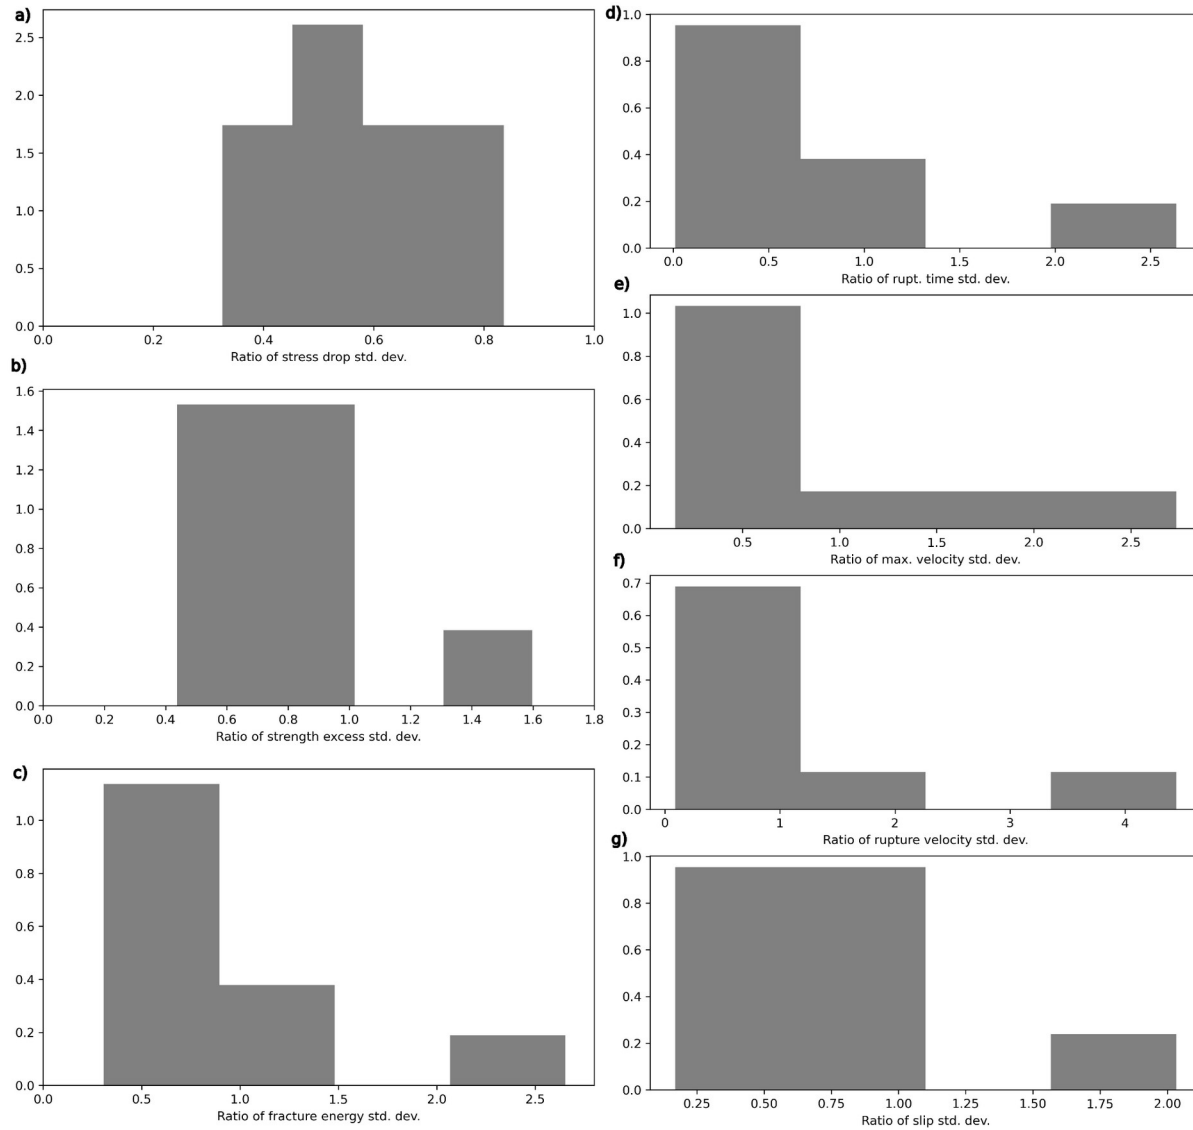 a)
2.5
2.0
1.5
1.0
0.5
0.0
0.0 0.2 0.4 0.6 0.8 1.0
Ratio of stress drop std. dev.
b)
1.6
1.4
1.2
1.0
0.8
0.6
0.4
0.2
0.0
0.0 0.2 0.4 0.6 0.8 1.0 1.2 1.4 1.6 1.8
Ratio of strength excess std. dev.
c)
1.0
0.8
0.6
0.4
0.2
0.0
0.0 0.5 1.0 1.5 2.0 2.5
Ratio of fracture energy std. dev.
d)
1.0
0.8
0.6
0.4
0.2
0.0
0.0 0.5 1.0 1.5 2.0 2.5
Ratio of rupt. time std. dev.
e)
1.0
0.8
0.6
0.4
0.2
0.0
0.5 1.0 1.5 2.0 2.5
Ratio of max. velocity std. dev.
f)
0.7
0.6
0.5
0.4
0.3
0.2
0.1
0.0
0 1 2 3 4
Ratio of rupture velocity std. dev.
g)
1.0
0.8
0.6
0.4
0.2
0.0
0.25 0.50 0.75 1.00 1.25 1.50 1.75 2.00
Ratio of slip std. dev.